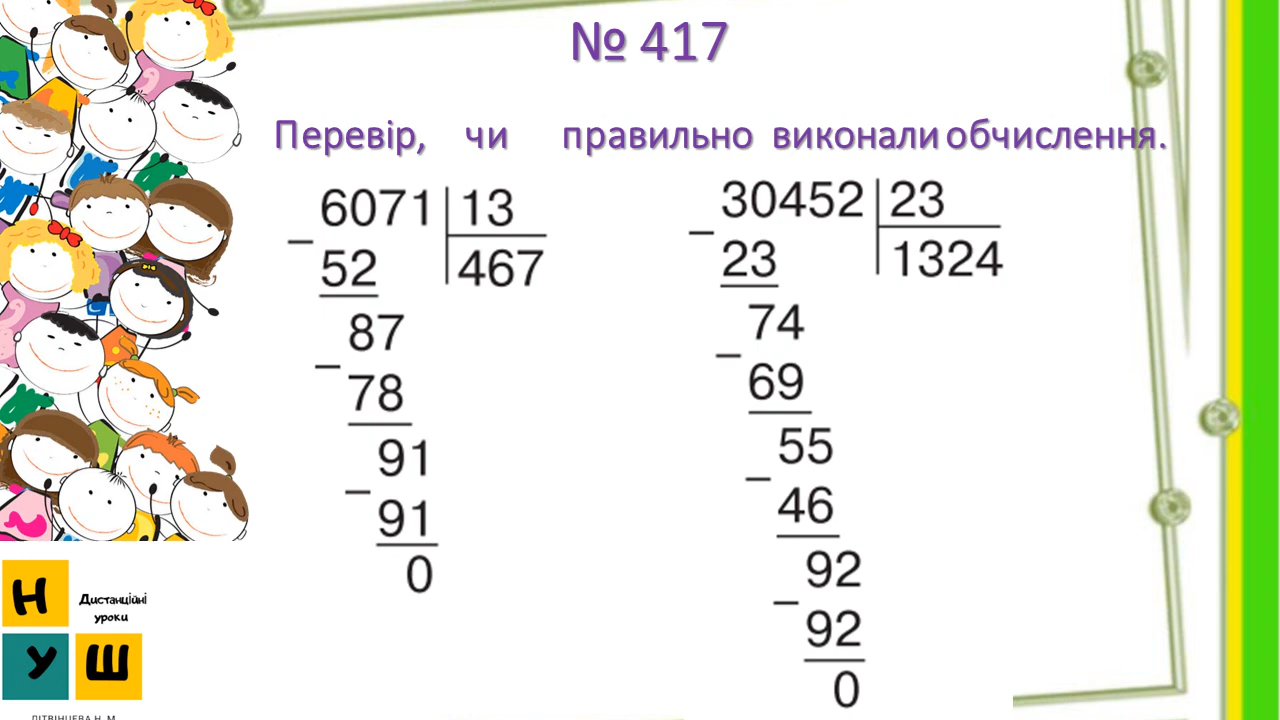 № 417
Перевір, чи правильно виконали обчислення.
6071 13
− 52 467
87
− 78
91
− 91
0
30452 23
− 23 1324
74
− 69
55
− 46
92
− 92
0
Н
Дистанційні
уроки
У Ш
ЛІТВІНЦЕВА Н. М.